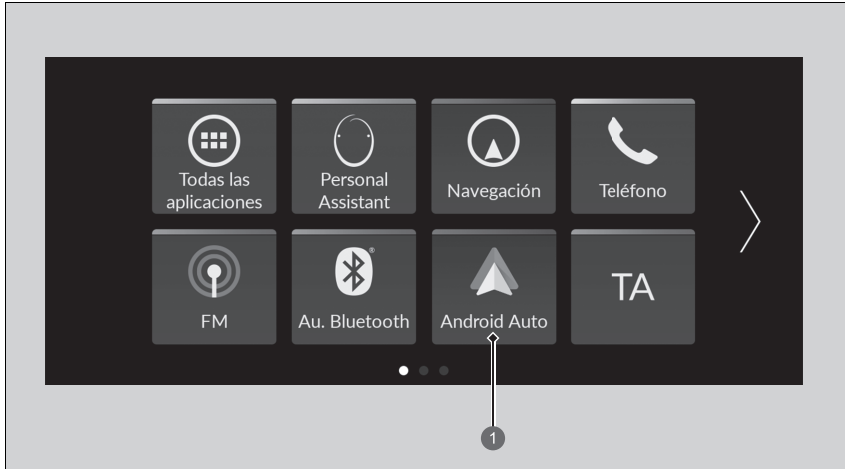 Todas las
aplicaciones
Personal
Assistant
Navegación
Teléfono
FM
Au. Bluetooth
®
Android Auto
TA
1